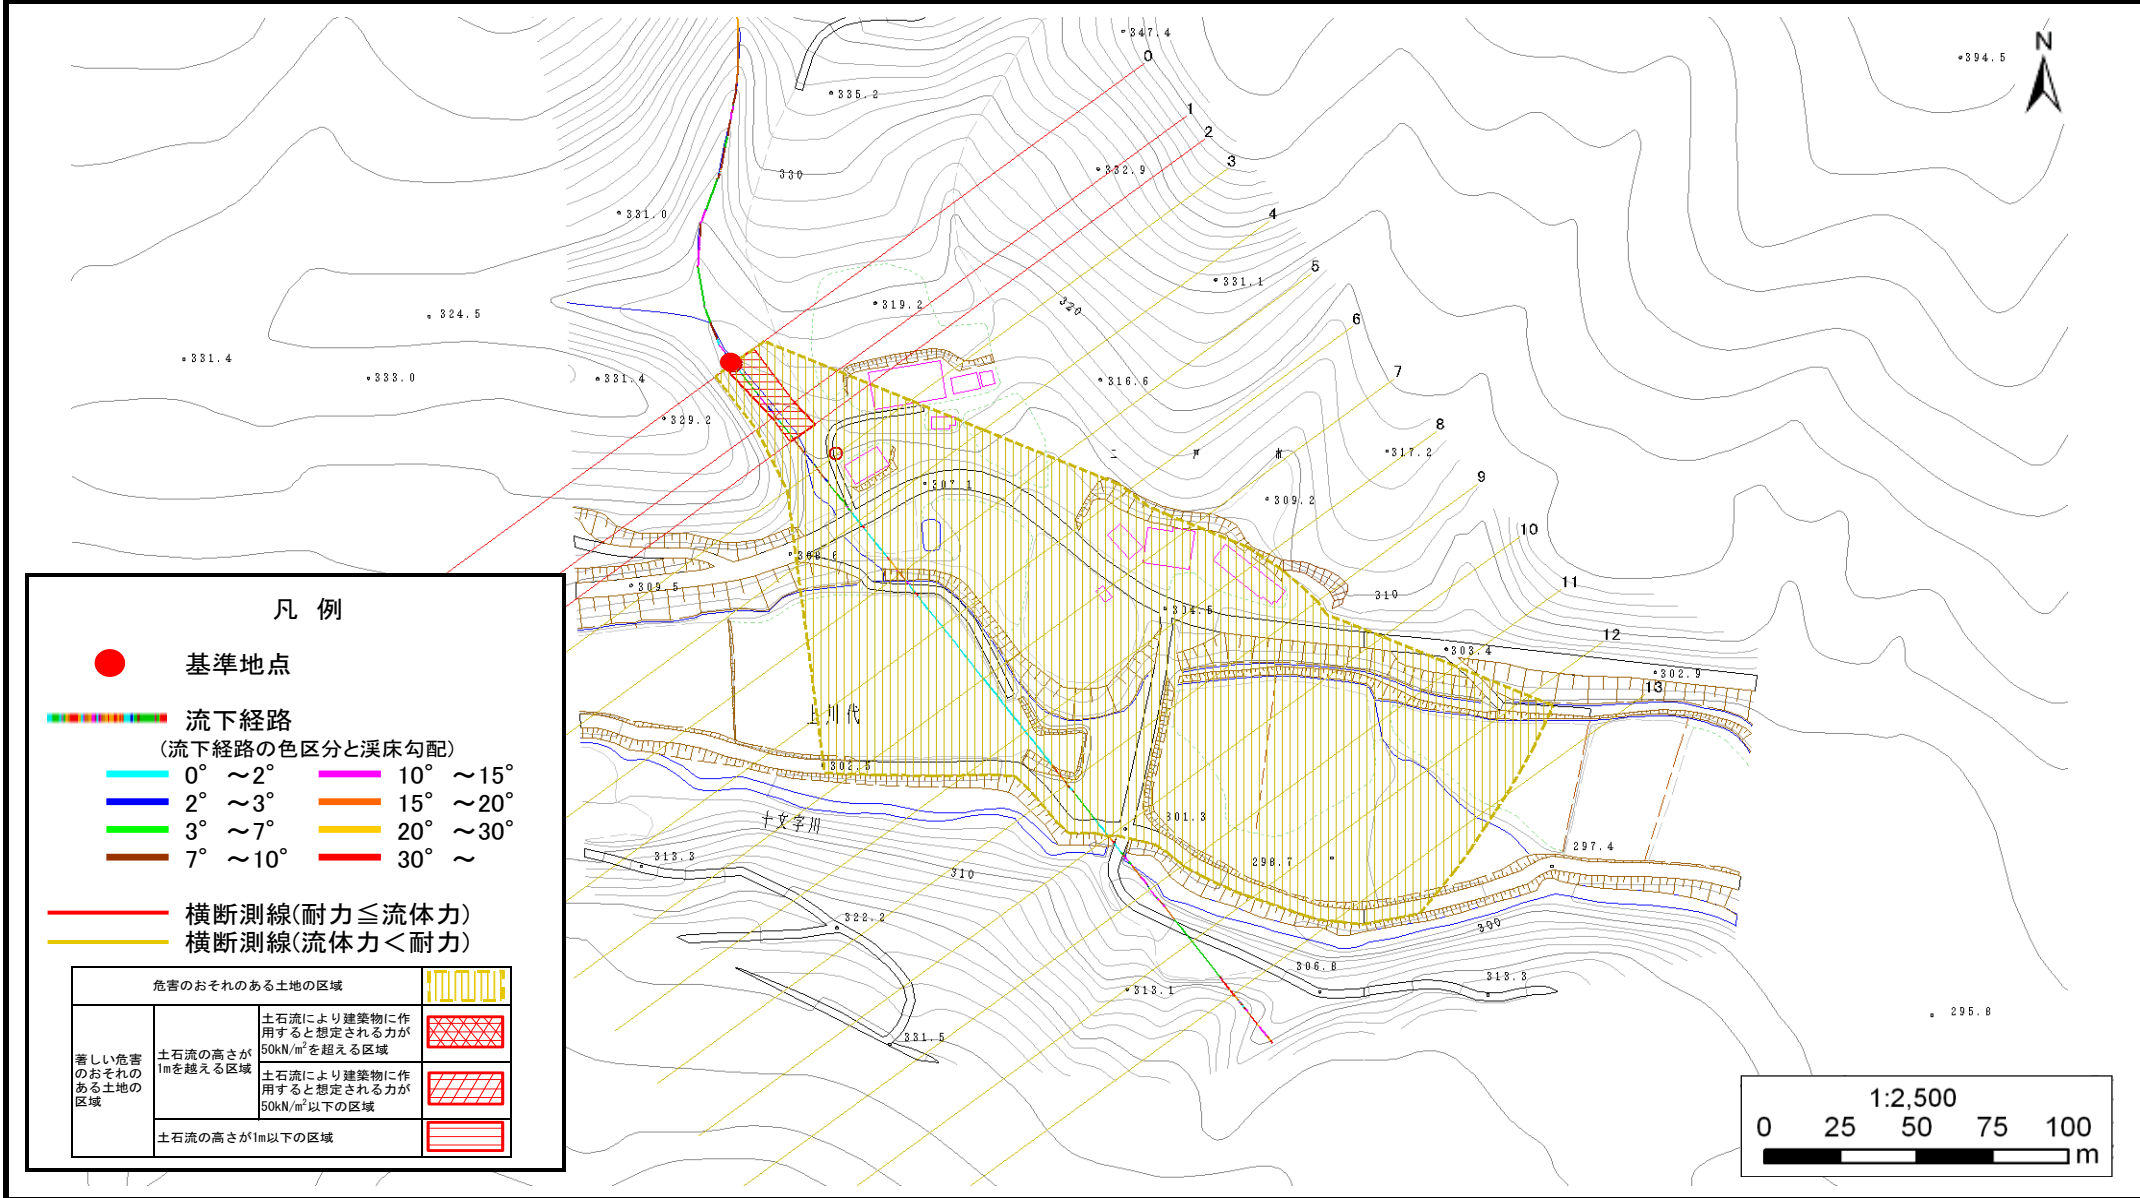 347.4
0
N
394.5
335.2
1
2
332.9
3
330
331.0
4
5
331.1
319.2
320
324.5
6
331.4
333.0
331.4
316.6
7
329.2
8
二 戸 村
317.2
307.1
309.2
9
10
308.6
309.5
11
310
304.5
12
303.4
302.9
13
上川代
302.5
十文字川
301.3
313.3
298.7
297.4
310
322.2
300
306.8
313.3
313.1
331.5
295.8
凡 例
基準地点
流下経路
(流下経路の色区分と渓床勾配)
0° ～2° 10° ～15°
2° ～3° 15° ～20°
3° ～7° 20° ～30°
7° ～10° 30° ～
横断測線(耐力≦流体力)
横断測線(流体力＜耐力)
危害のおそれのある土地の区域
著しい危害
のおそれの
ある土地の
区域
土石流の高さが
1mを越える区域
土石流により建築物に作
用すると想定される力が
50kN/m²を超える区域
土石流により建築物に作
用すると想定される力が
50kN/m²以下の区域
土石流の高さが1m以下の区域
1:2,500
0 25 50 75 100
m